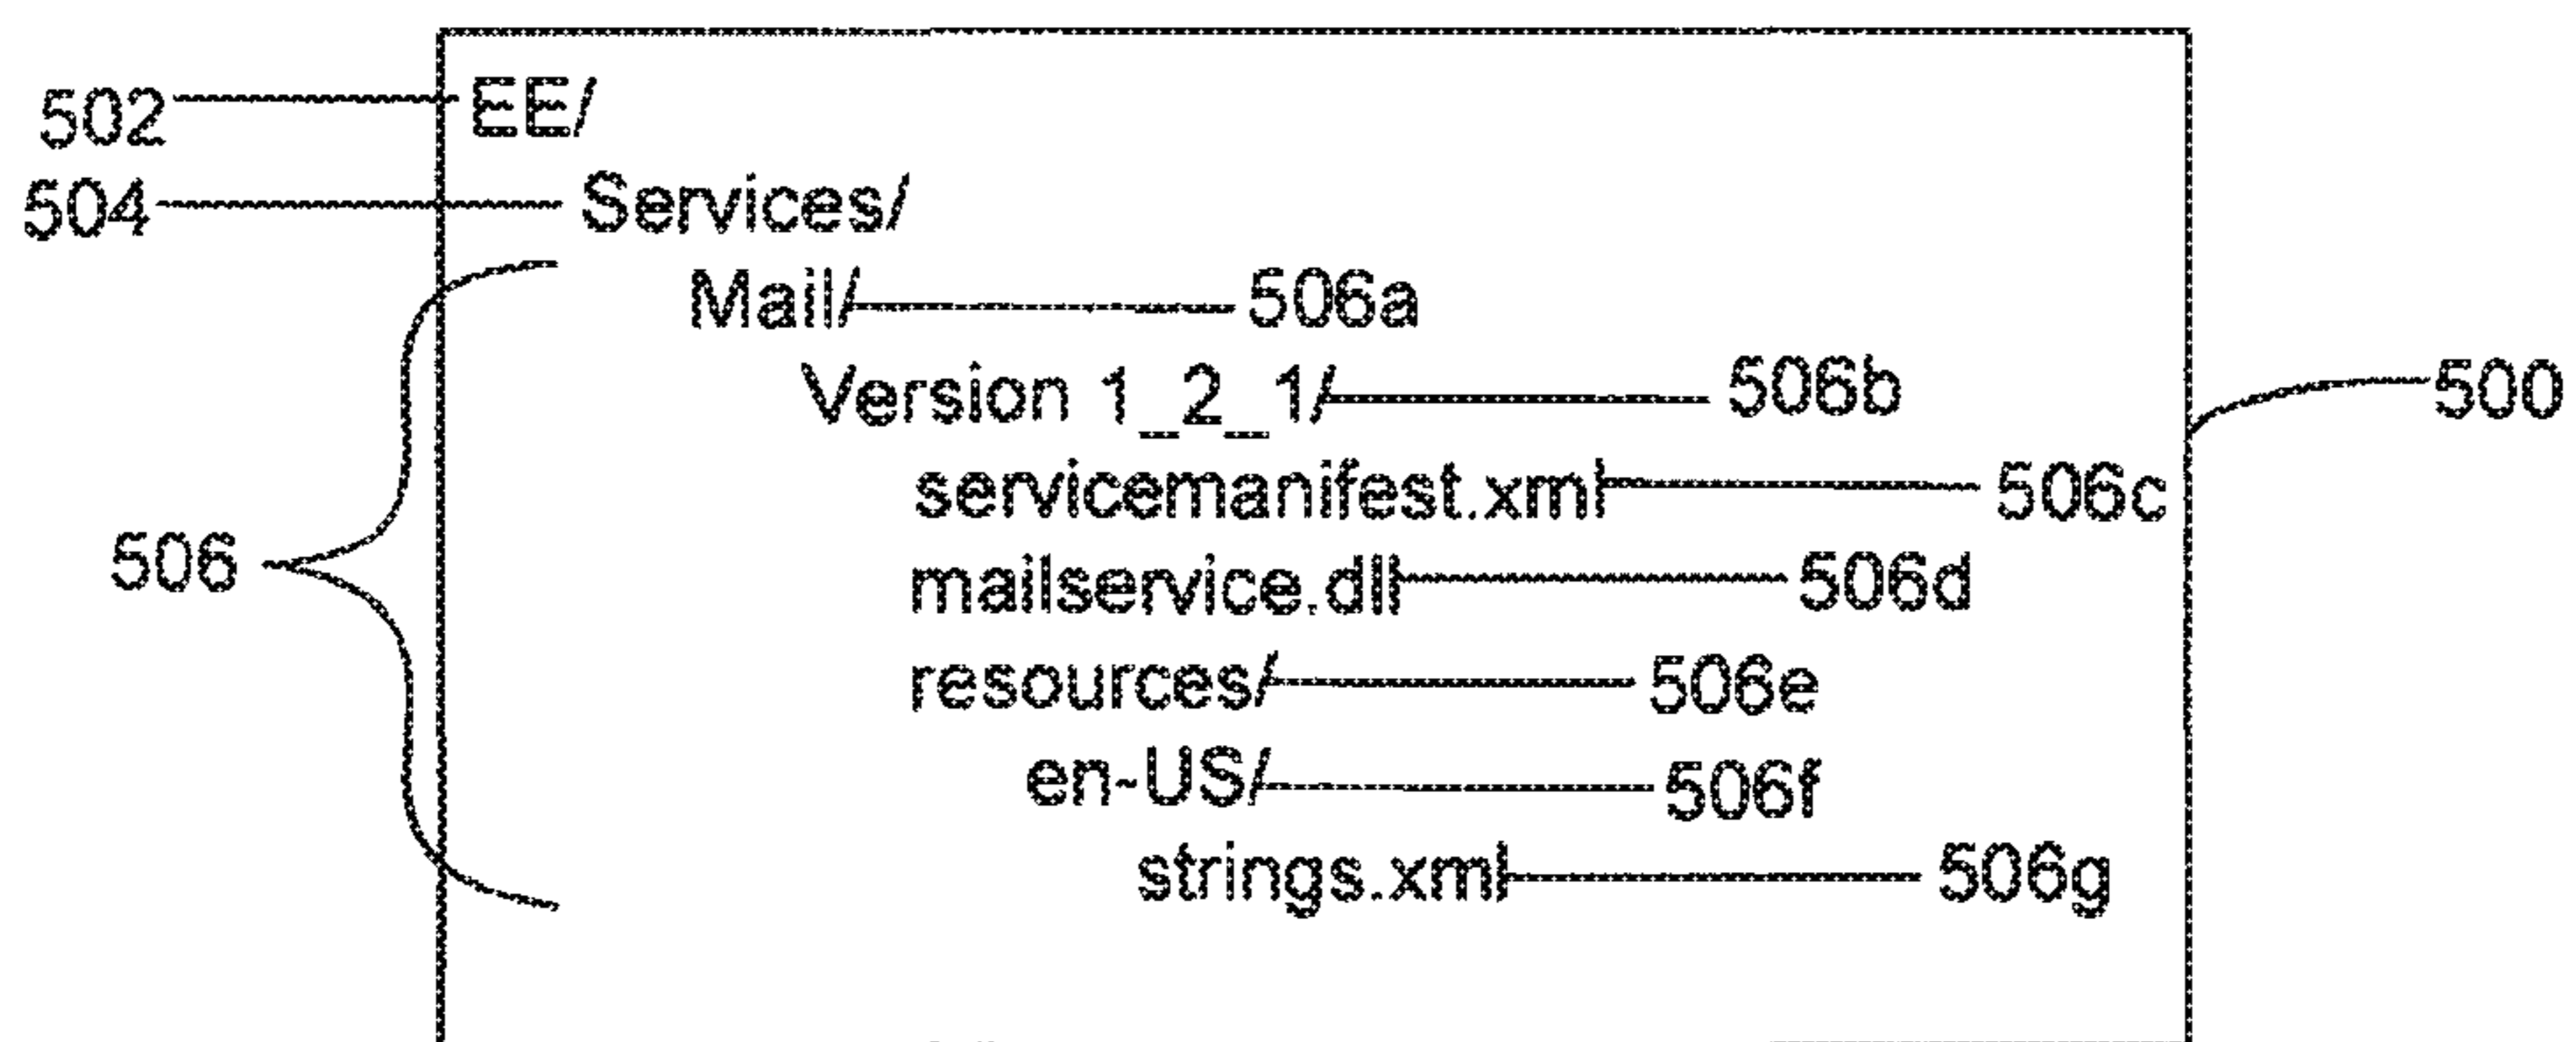 502 EE/
504 Services/
Mail/ 506a
Version 1_2_1/ 506b
500
servicemanifest.xml 506c
506
mailservice.dll 506d
resources/ 506e
en-US/ 506f
strings.xml 506g